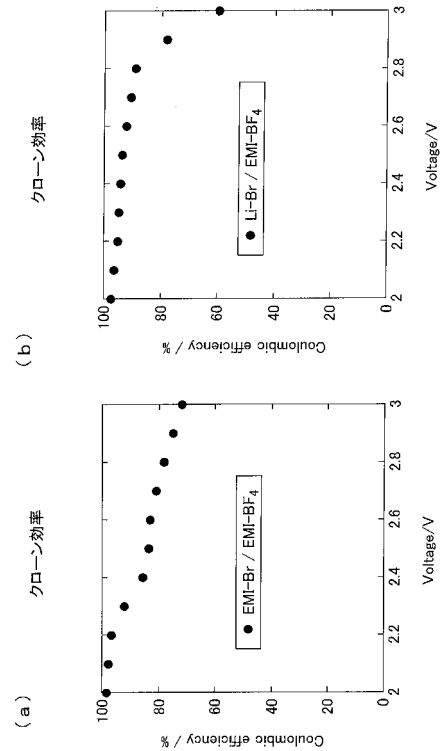 (a)
クローン効率
Coulombic efficiency / %
100
80
60
40
20
0
EMI-Br / EMI-BF4
2
2.2
2.4
2.6
2.8
3
Voltage/V
(b)
クローン効率
Coulombic efficiency / %
100
80
60
40
20
0
Li-Br / EMI-BF4
2
2.2
2.4
2.6
2.8
3
Voltage/V